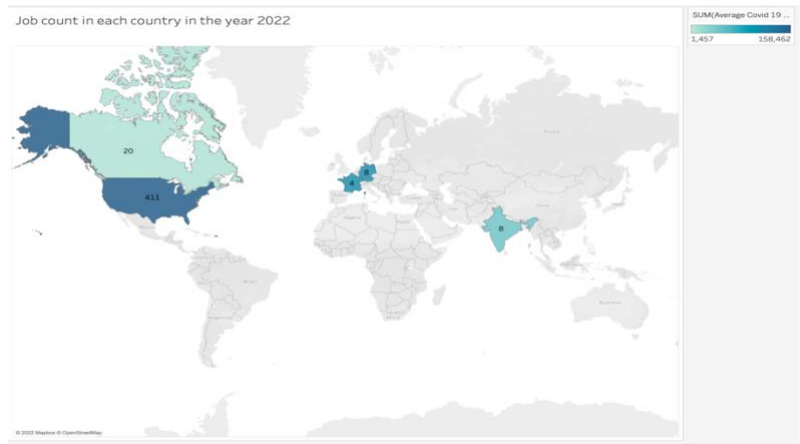 Job count in each country in the year 2022
SUM(Average Covid 19 ..
1,457 158,462
20
411
8
4
8
© 2022 Mapbox © OpenStreetMap